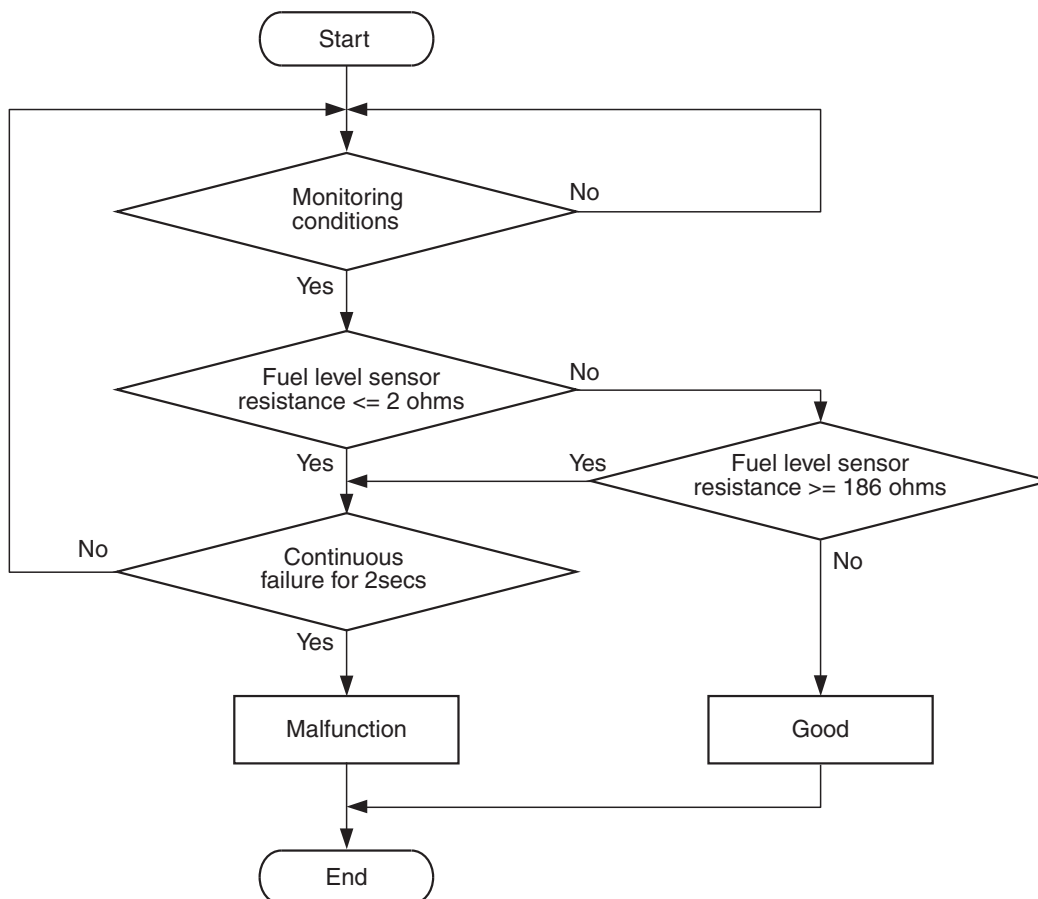 Start
Monitoring
conditions
No
Yes
Fuel level sensor
resistance <= 2 ohms
No
Yes
Yes
Fuel level sensor
resistance >= 186 ohms
No
Continuous
failure for 2secs
No
Yes
Malfunction
Good
End